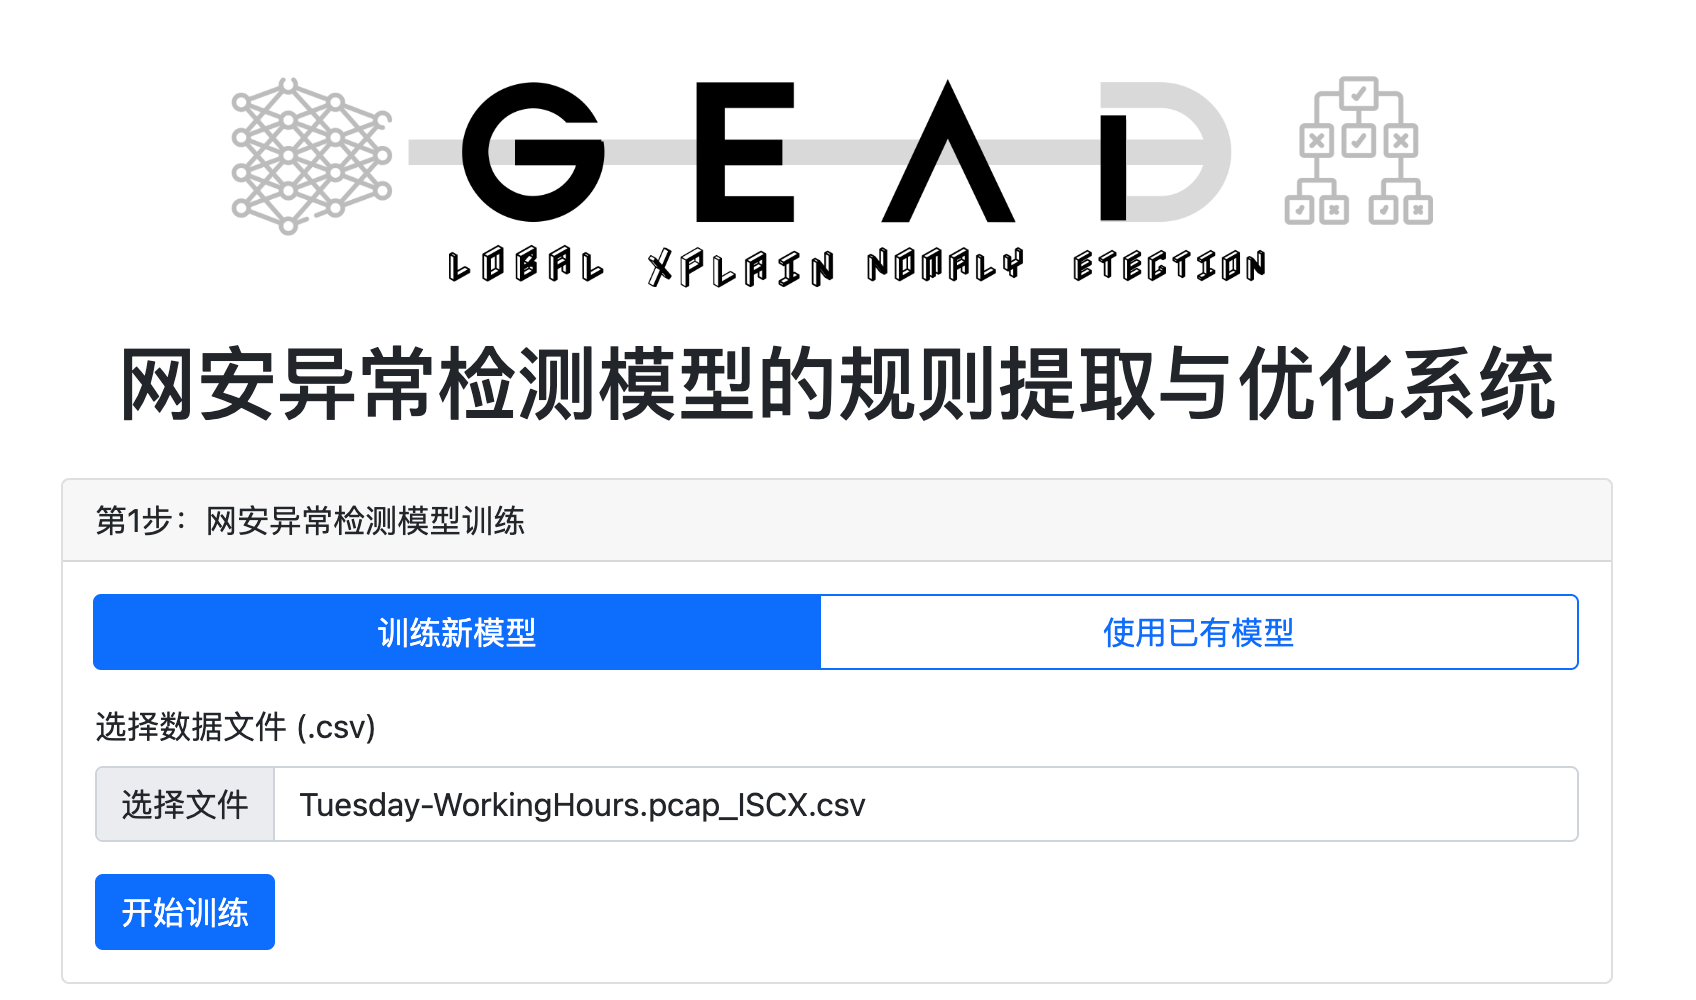 GEAD
LOBAL XPLAIN NOMALY ETECTION
网安异常检测模型的规则提取与优化系统
第1步：网安异常检测模型训练
训练新模型
使用已有模型
选择数据文件 (.csv)
选择文件
Tuesday-WorkingHours.pcap_ISCX.csv
开始训练